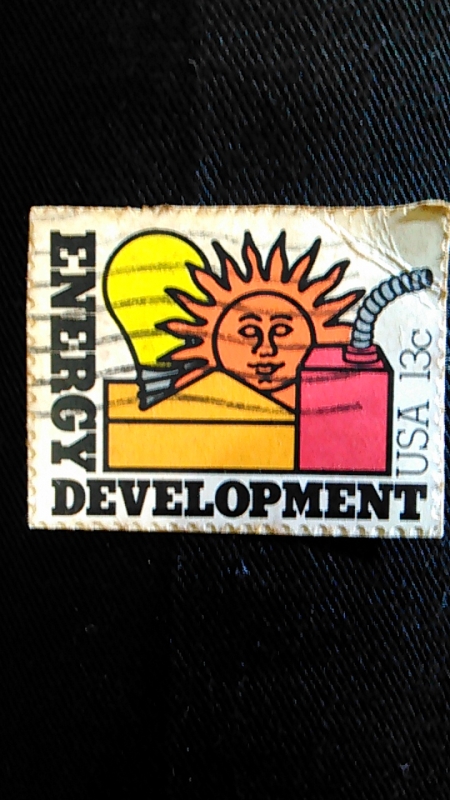 ENERGY
DEVELOPMENT
USA 13c